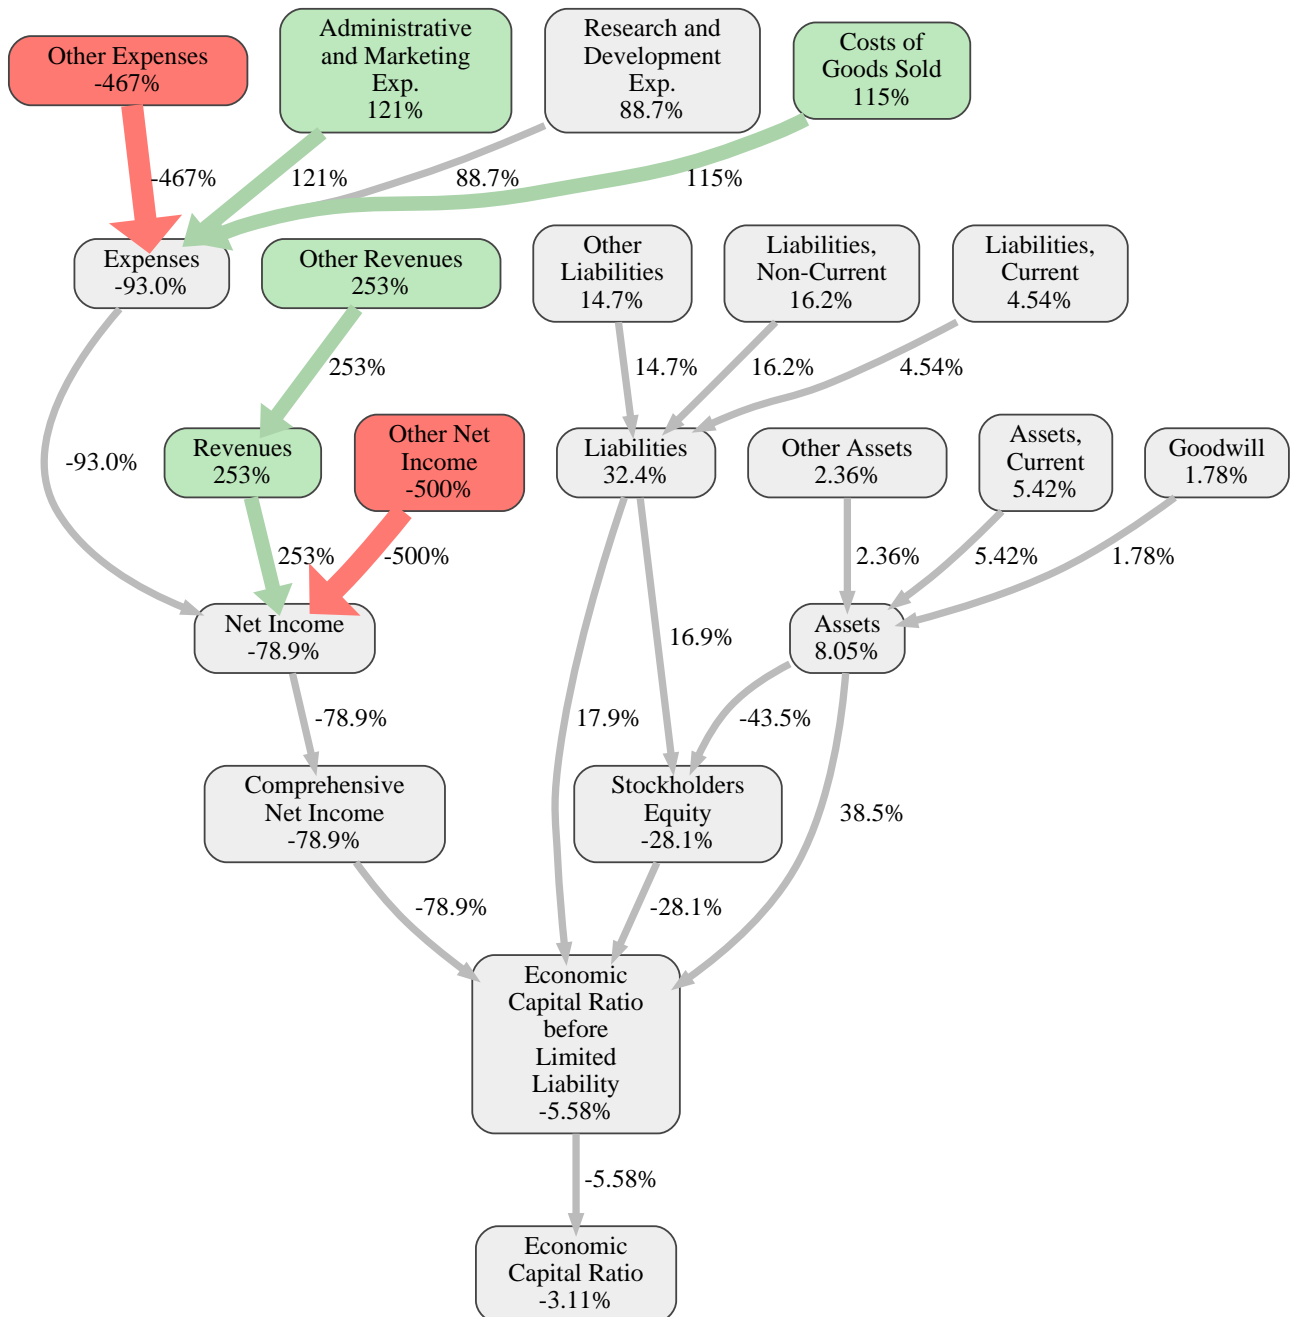 Other Expenses
-467%
Administrative
and Marketing
Exp.
121%
Research and
Development
Exp.
88.7%
Costs of
Goods Sold
115%
-467%
121%
88.7%
115%
Expenses
-93.0%
Other Revenues
253%
Other
Liabilities
14.7%
Liabilities,
Non-Current
16.2%
Liabilities,
Current
4.54%
253%
14.7%
16.2%
4.54%
-93.0%
Revenues
253%
Other Net
Income
-500%
Liabilities
32.4%
Other Assets
2.36%
Assets,
Current
5.42%
Goodwill
1.78%
253%
-500%
2.36%
5.42%
1.78%
Net Income
-78.9%
16.9%
Assets
8.05%
-78.9%
17.9%
-43.5%
Comprehensive
Net Income
-78.9%
Stockholders
Equity
-28.1%
38.5%
-78.9%
-28.1%
Economic
Capital Ratio
before
Limited
Liability
-5.58%
-5.58%
Economic
Capital Ratio
-3.11%